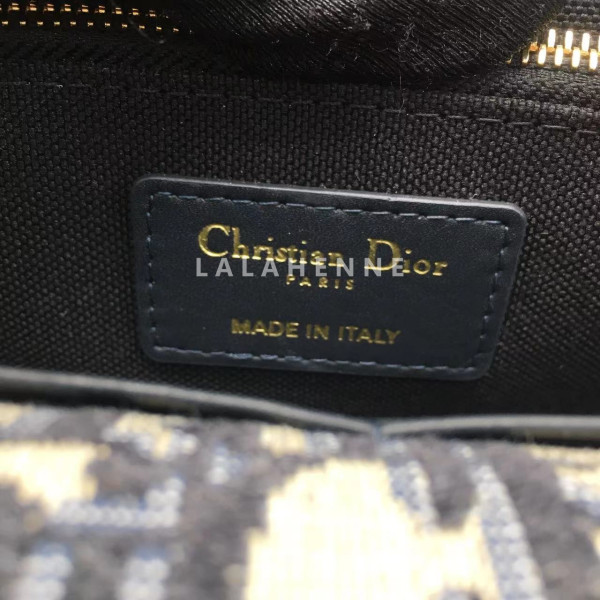 Christian Dior
LALAHENNE
PARIS
MADE IN ITALY